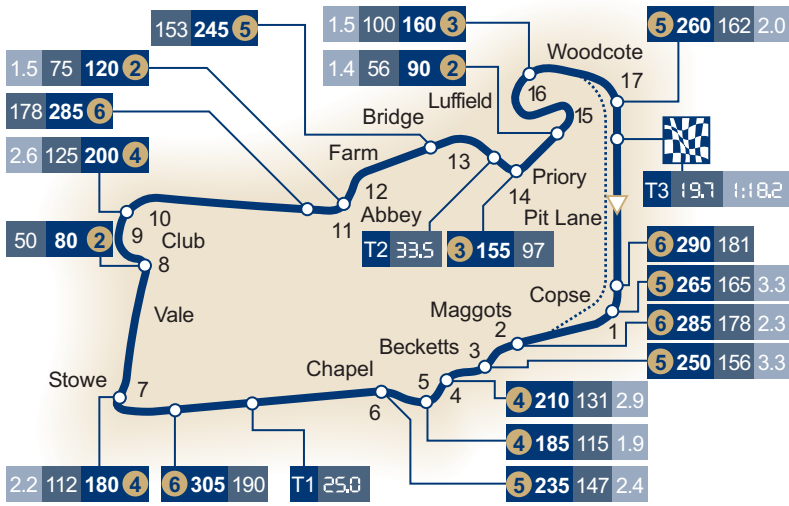 153 245 5
1.5 100 160 3
5 260 162 2.0
Woodcote
1.5 75 120 2
1.4 56 90 2
17
16
178 285 6
Luffield
15
Bridge
2.6 125 200 4
Farm
13
Priory
14
T3 19.7 1:18.2
12
10
Abbey
Pit Lane
11
9
Club
50 80 2
T2 33.5
3 155 97
6 290 181
8
5 265 165 3.3
Copse
Vale
Maggots
1
6 285 178 2.3
2
Becketts
3
5 250 156 3.3
Chapel
Stowe
7
5
4
6
4 210 131 2.9
4 185 115 1.9
2.2 112 180 4
6 305 190
T1 25.0
5 235 147 2.4